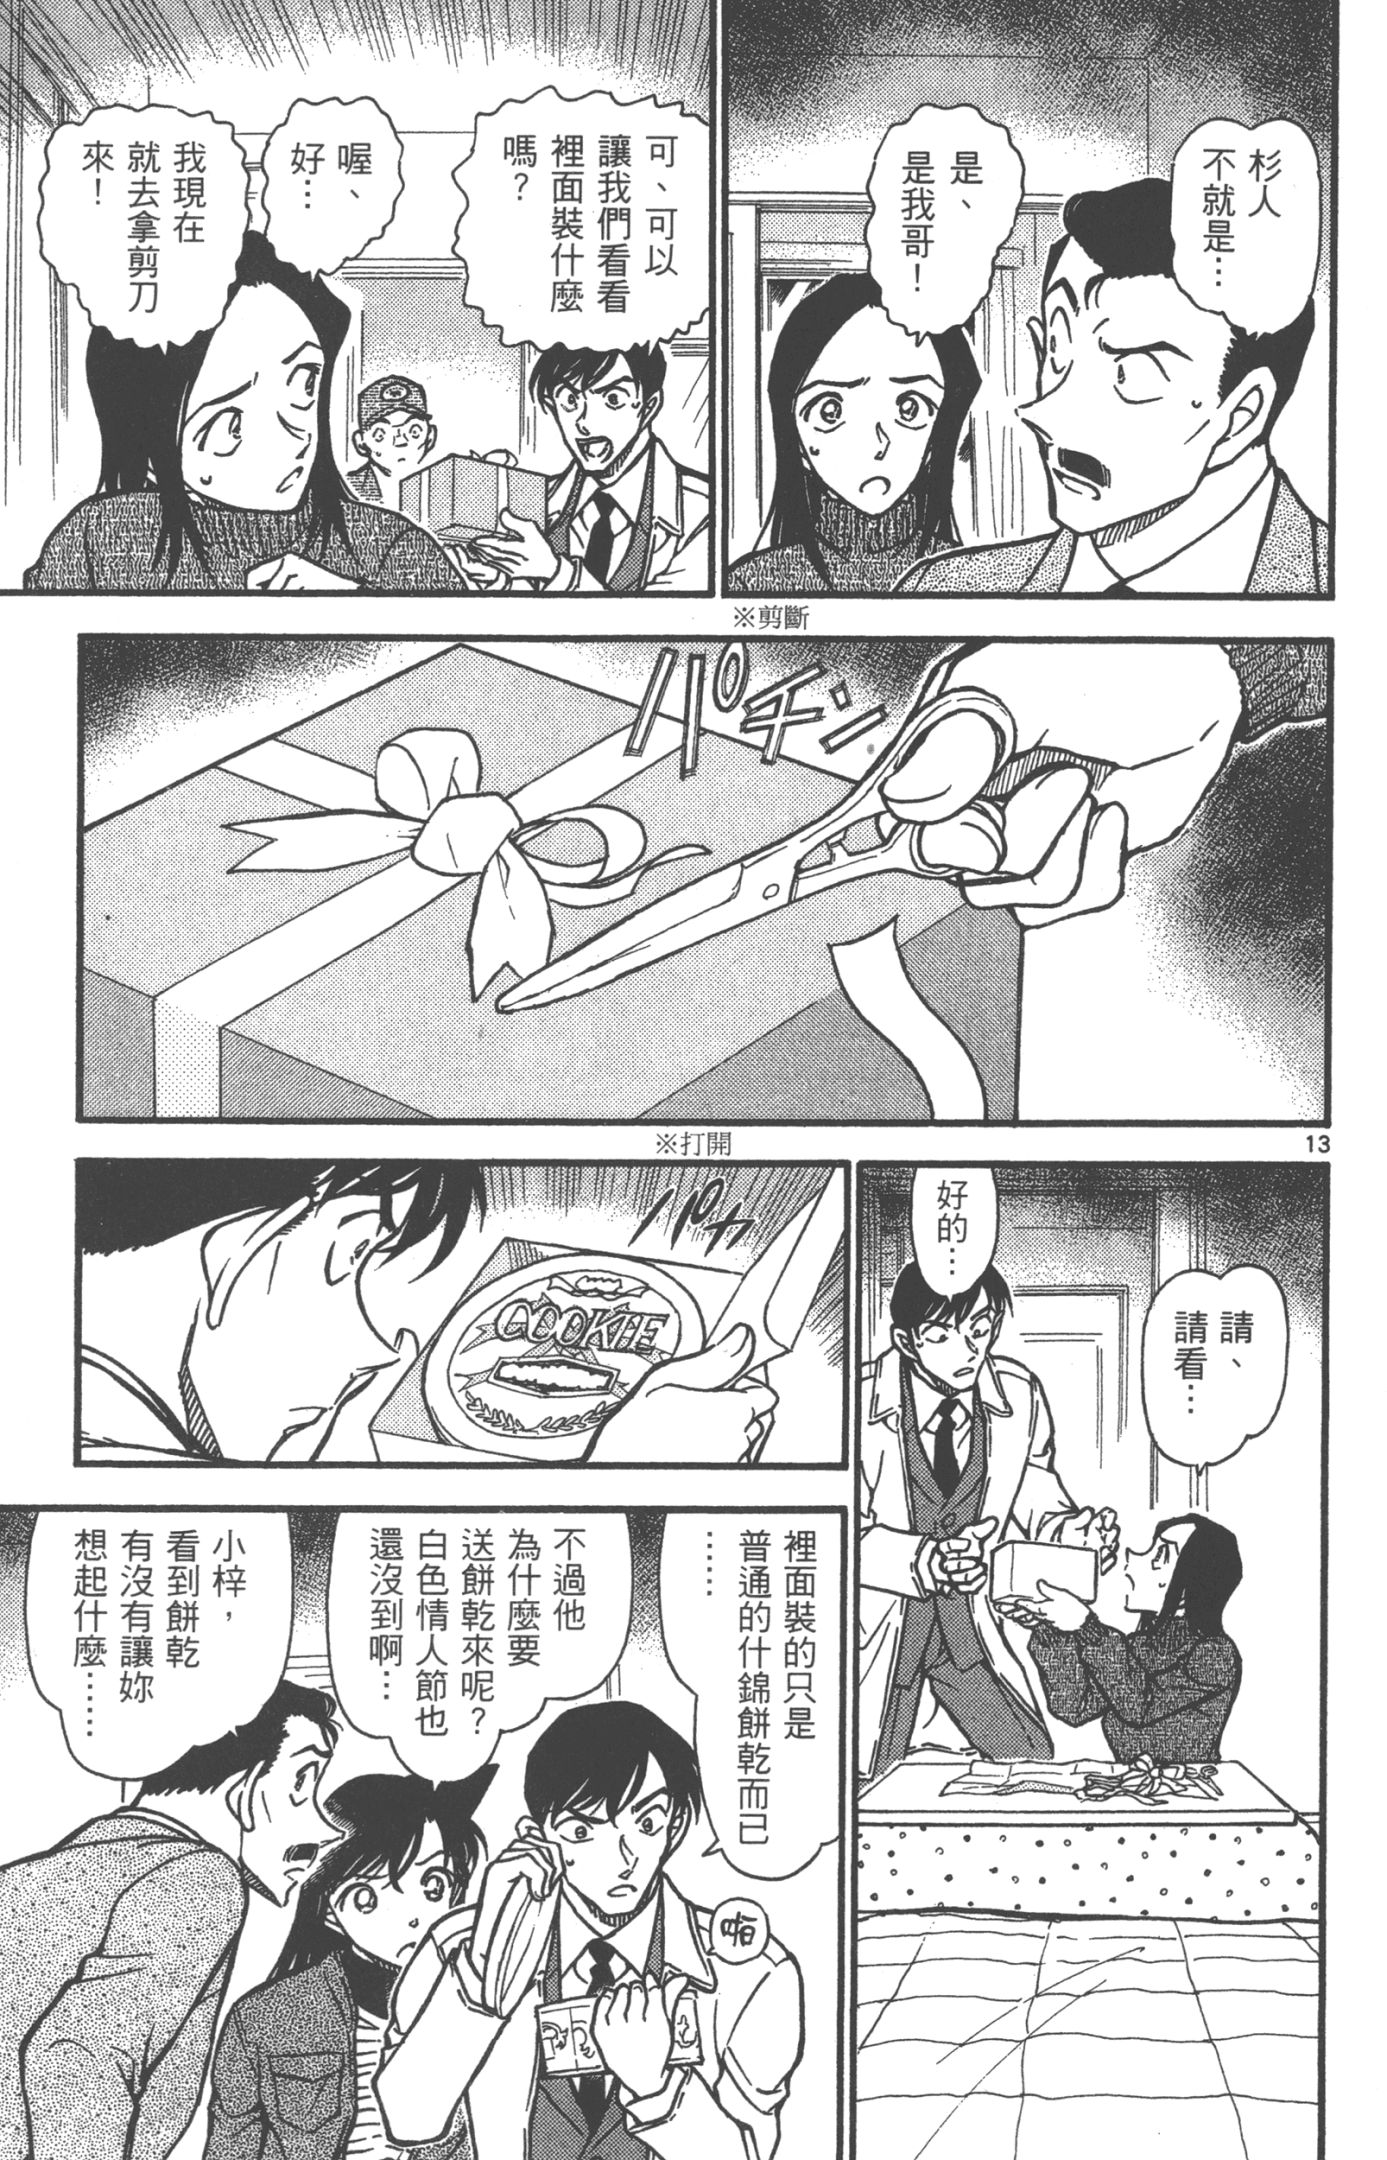 杉人
不就是…
是、
是我哥！
可、可以
讓我們看看
裡面裝什麼
嗎？
喔、
好…
我現在
就去拿剪刀
來！
※剪斷
パチン
※打開
13
請、
請看…
好的…
パカ
COOKIE
裡面裝的只是
普通的什錦餅乾而已
……
啪
不過他
為什麼要
送餅乾來呢？
白色情人節也
還沒到啊…
小梓，
看到餅乾
有沒有讓妳
想起什麼……